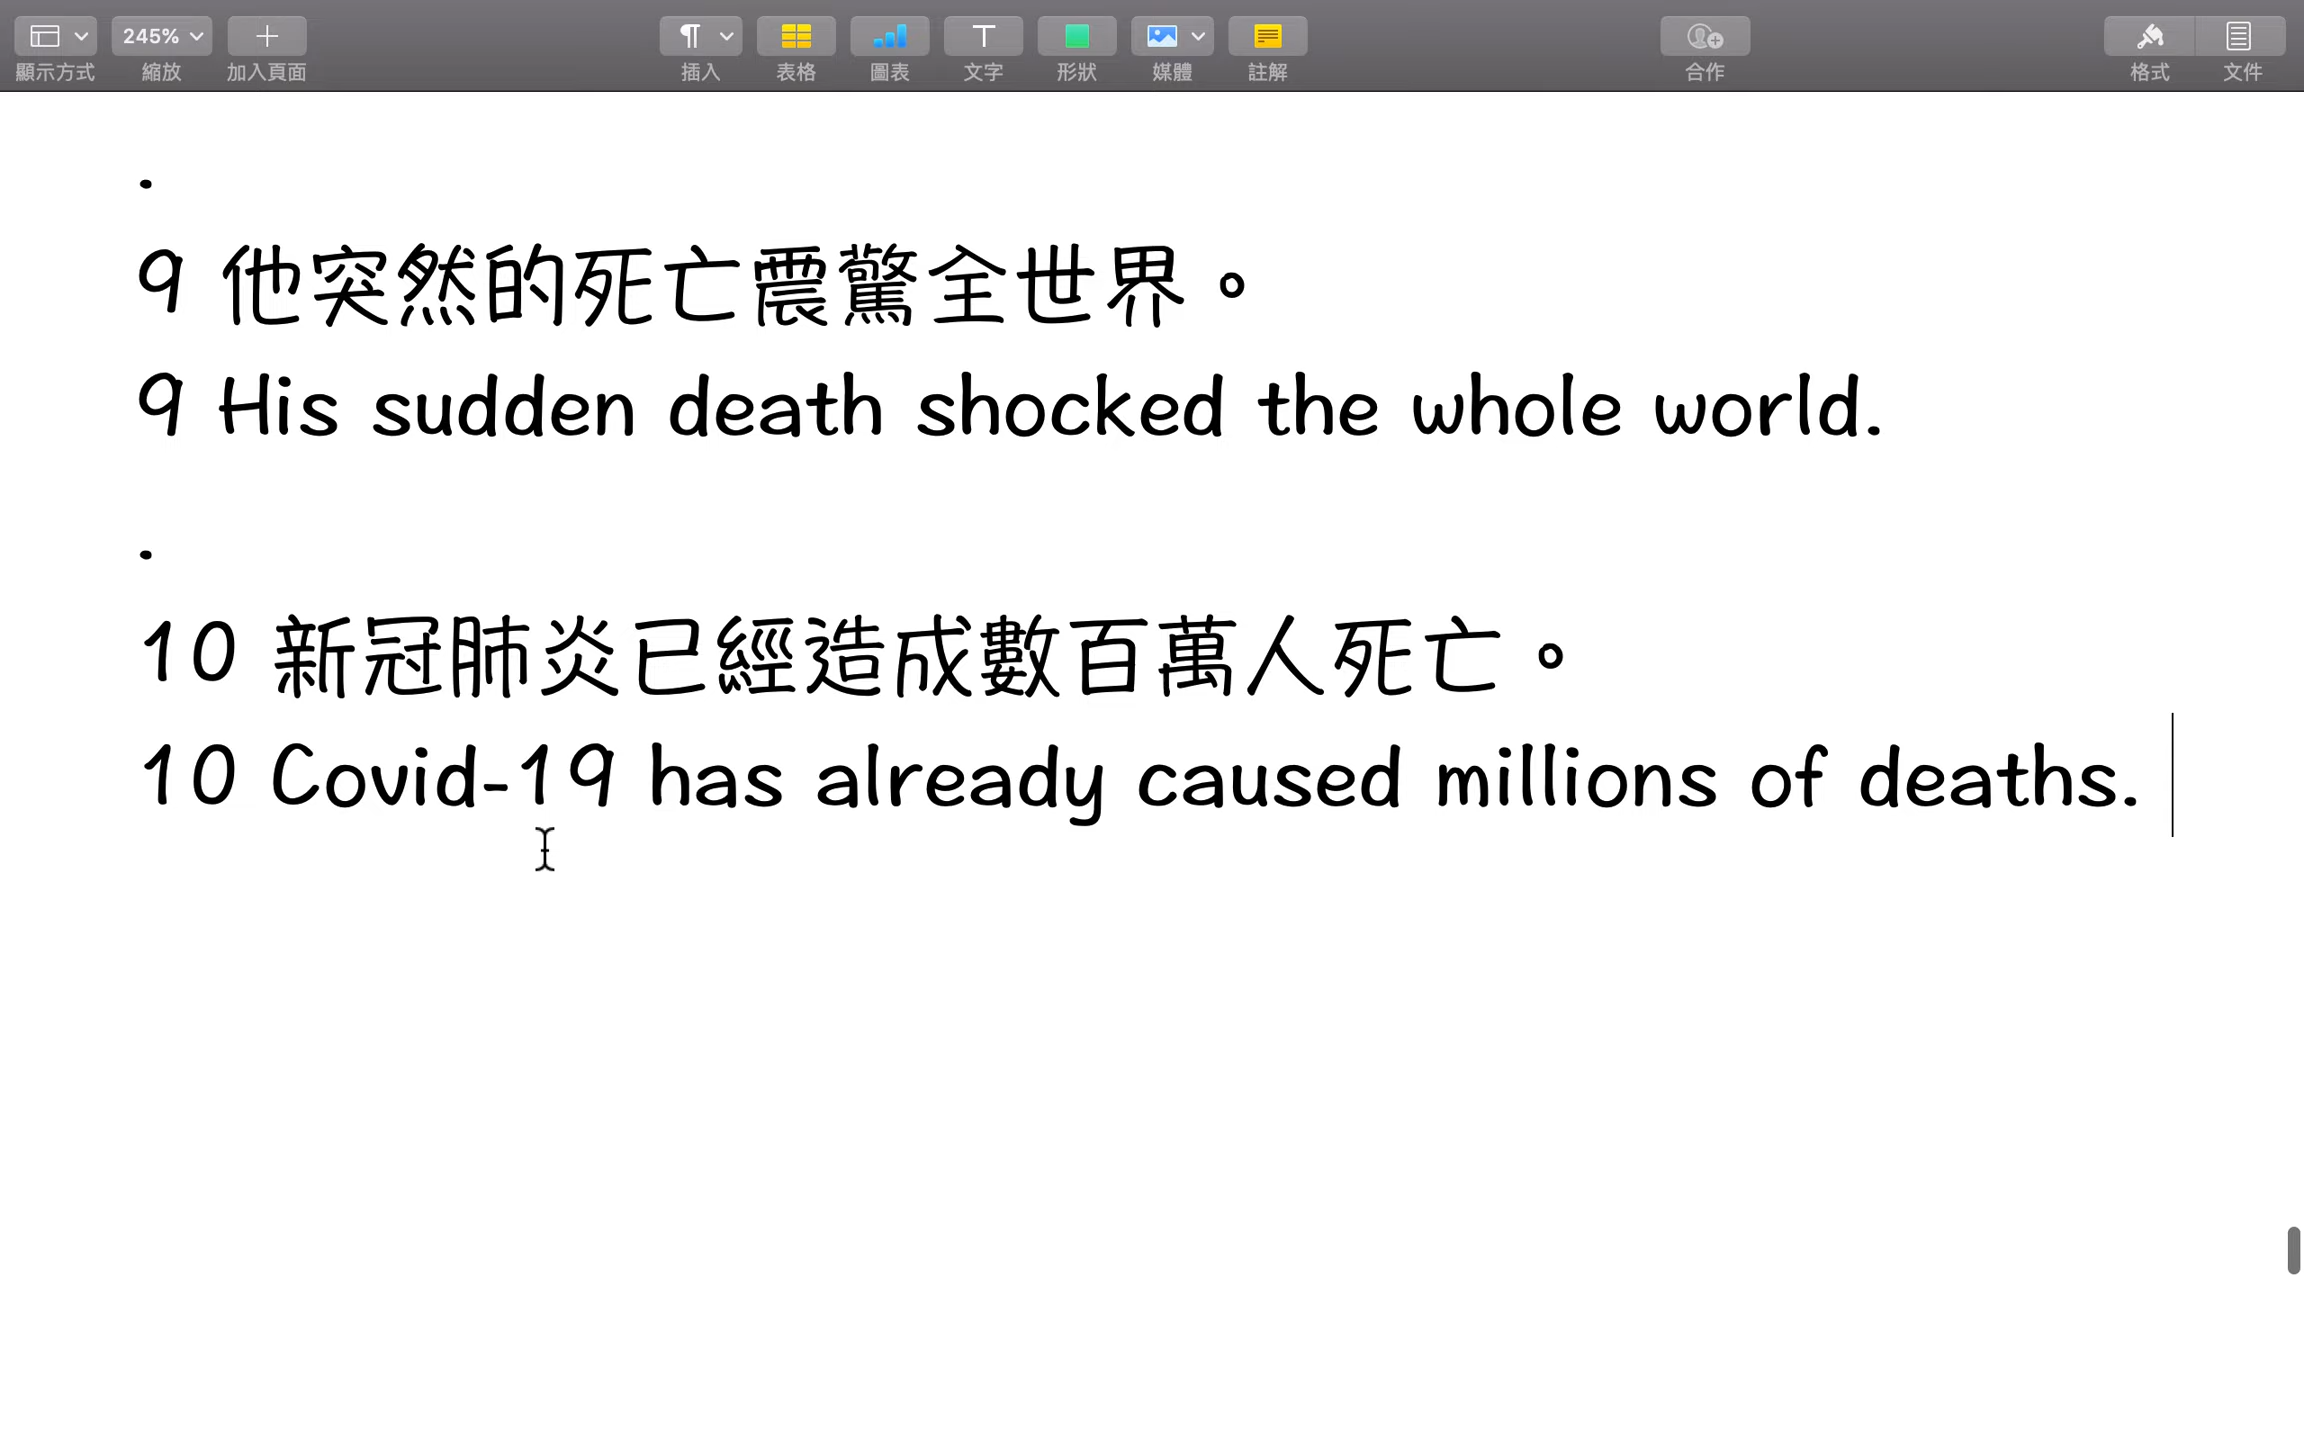 245%
顯示方式 縮放 加入頁面 插入 表格 圖表 文字 形狀 媒體 註解 合作 格式 文件
.
9 他突然的死亡震驚全世界。
9 His sudden death shocked the whole world.
.
10 新冠肺炎已經造成數百萬人死亡。
10 Covid-19 has already caused millions of deaths.